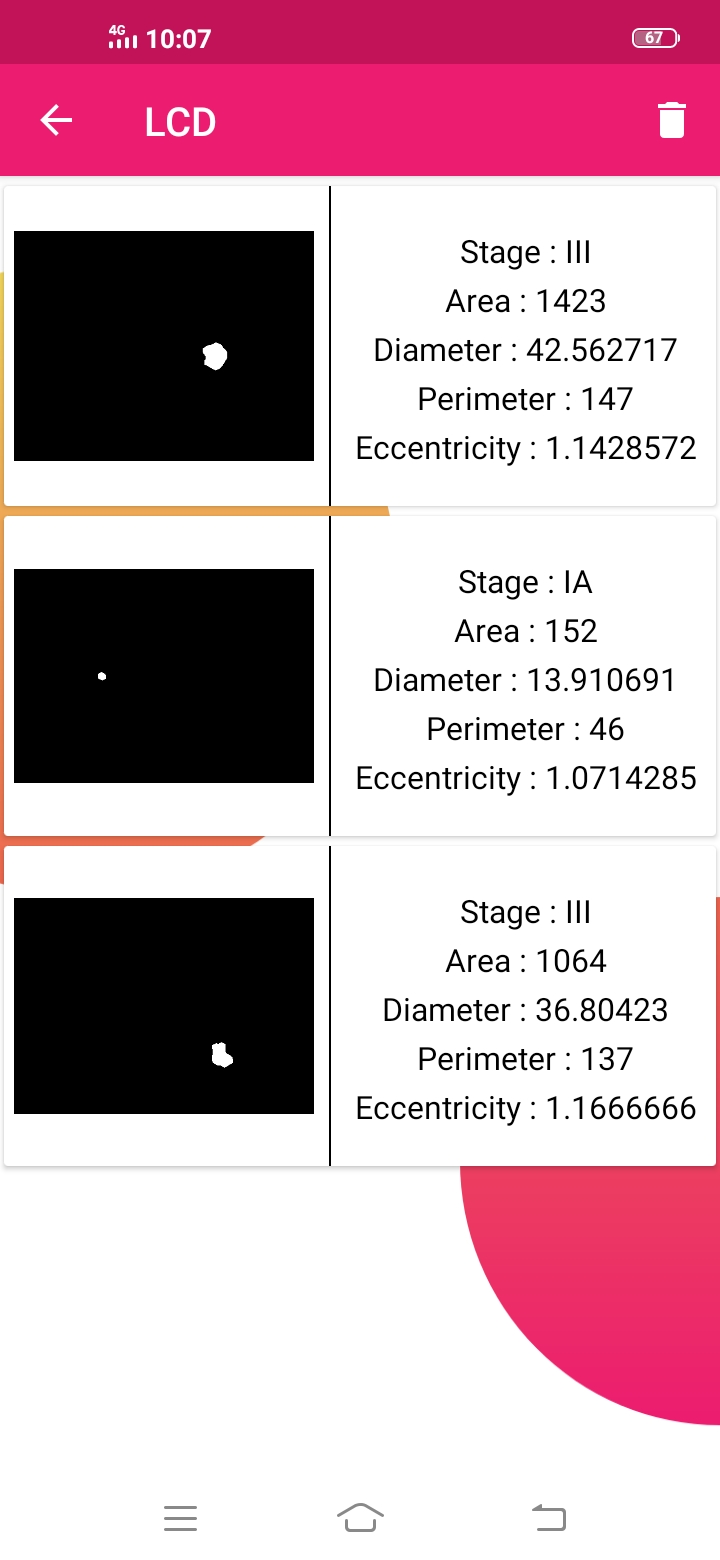 4G 10:07 67
LCD
Stage : III
Area : 1423
Diameter : 42.562717
Perimeter : 147
Eccentricity : 1.1428572
Stage : IA
Area : 152
Diameter : 13.910691
Perimeter : 46
Eccentricity : 1.0714285
Stage : III
Area : 1064
Diameter : 36.80423
Perimeter : 137
Eccentricity : 1.1666666